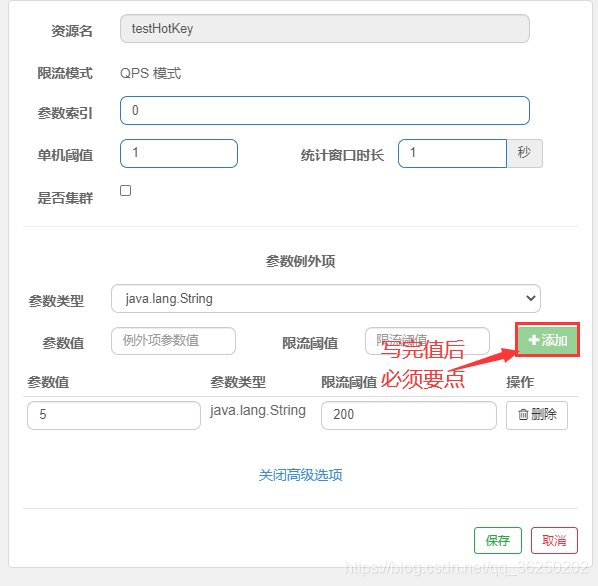 资源名 testHotKey
限流模式 QPS 模式
参数索引 0
单机阈值 1 统计窗口时长 1 秒
是否集群
参数例外项
参数类型 java.lang.String
参数值 例外项参数值 限流阈值 限流阈值 +添加
写完值后
必须要点
参数值 参数类型 限流阈值 操作
5 java.lang.String 200 删除
关闭高级选项
保存 取消
https://blog.csdn.net/qq_36250202